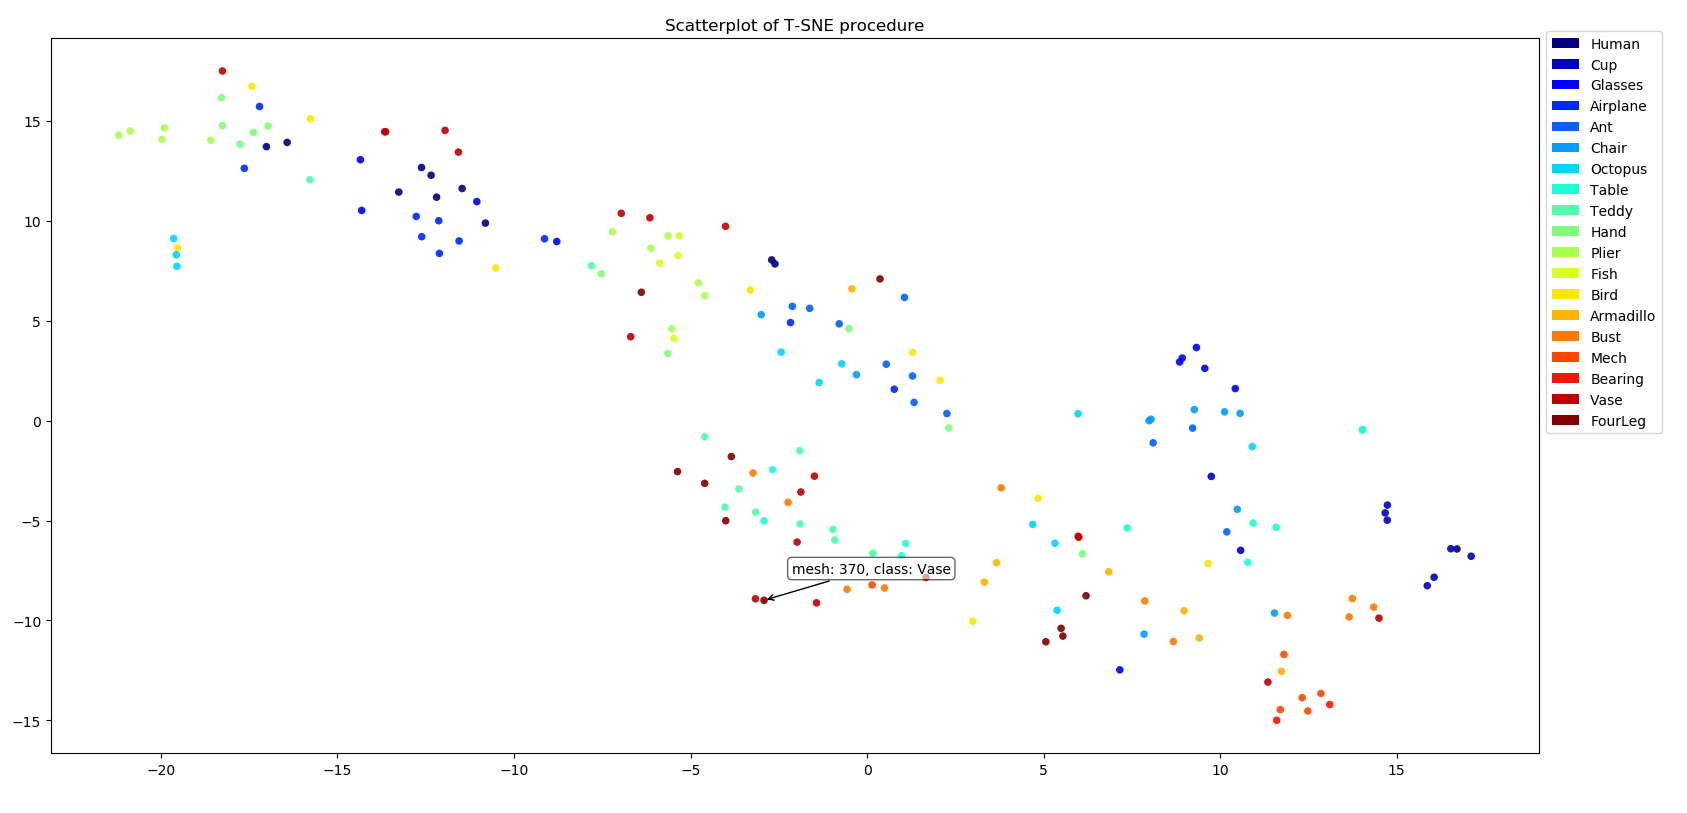 Scatterplot of T-SNE procedure
Human
Cup
Glasses
Airplane
Ant
Chair
Octopus
Table
Teddy
Hand
Plier
Fish
Bird
Armadillo
Bust
Mech
Bearing
Vase
FourLeg
15
10
5
0
−5
−10
−15
mesh: 370, class: Vase
−20 −15 −10 −5 0 5 10 15